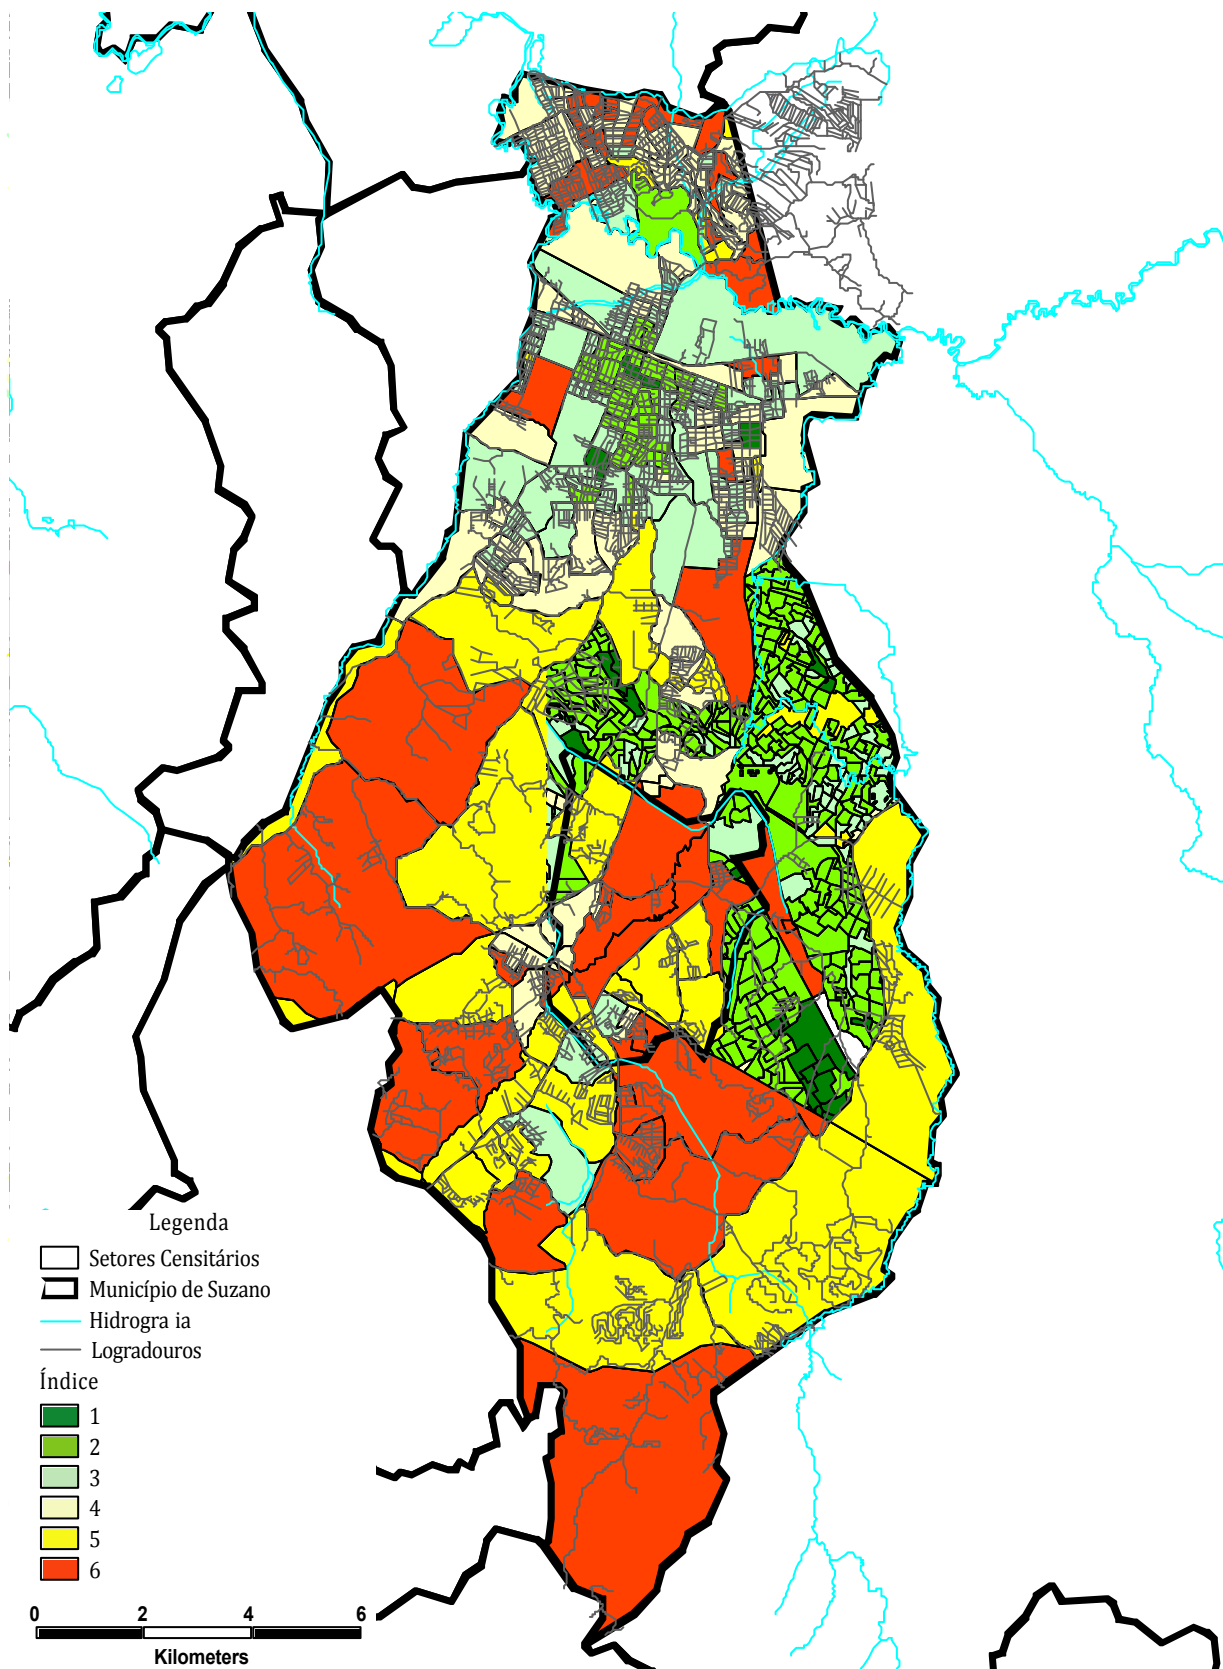 Legenda
Setores Censitários
Município de Suzano
Hidrogra ia
Logradouros
Índice
1
2
3
4
5
6
0 2 4 6
Kilometers